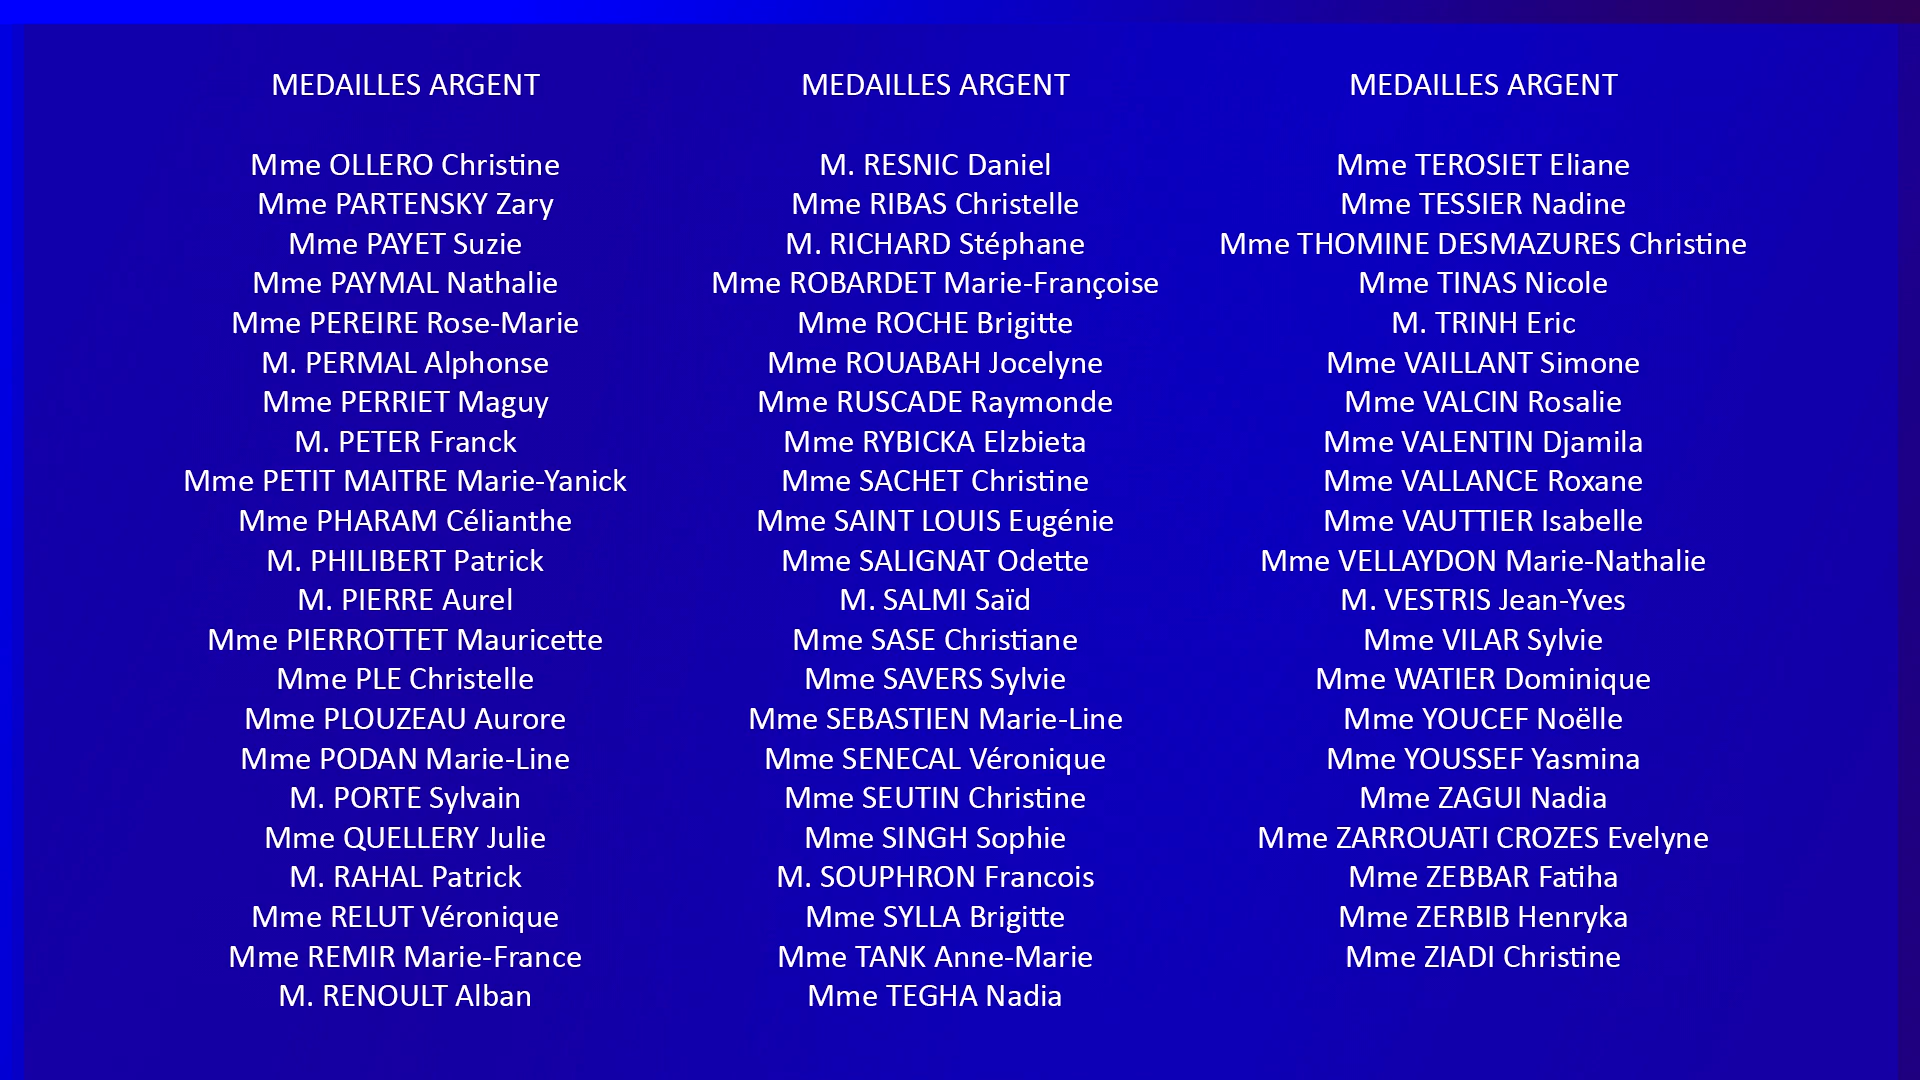 MEDAILLES ARGENT
Mme OLLERO Christine
Mme PARTENSKY Zary
Mme PAYET Suzie
Mme PAYMAL Nathalie
Mme PEREIRE Rose-Marie
M. PERMAL Alphonse
Mme PERRIET Maguy
M. PETER Franck
Mme PETIT MAITRE Marie-Yanick
Mme PHARAM Célianthe
M. PHILIBERT Patrick
M. PIERRE Aurel
Mme PIERROTTET Mauricette
Mme PLE Christelle
Mme PLOUZEAU Aurore
Mme PODAN Marie-Line
M. PORTE Sylvain
Mme QUELLERY Julie
M. RAHAL Patrick
Mme RELUT Véronique
Mme REMIR Marie-France
M. RENOULT Alban
MEDAILLES ARGENT
M. RESNIC Daniel
Mme RIBAS Christelle
M. RICHARD Stéphane
Mme ROBARDET Marie-Françoise
Mme ROCHE Brigitte
Mme ROUABAH Jocelyne
Mme RUSCADE Raymonde
Mme RYBICKA Elzbieta
Mme SACHET Christine
Mme SAINT LOUIS Eugénie
Mme SALIGNAT Odette
M. SALMI Saïd
Mme SASE Christiane
Mme SAVERS Sylvie
Mme SEBASTIEN Marie-Line
Mme SENECAL Véronique
Mme SEUTIN Christine
Mme SINGH Sophie
M. SOUPHRON Francois
Mme SYLLA Brigitte
Mme TANK Anne-Marie
Mme TEGHA Nadia
MEDAILLES ARGENT
Mme TEROSIET Eliane
Mme TESSIER Nadine
Mme THOMINE DESMAZURES Christine
Mme TINAS Nicole
M. TRINH Eric
Mme VAILLANT Simone
Mme VALCIN Rosalie
Mme VALENTIN Djamila
Mme VALLANCE Roxane
Mme VAUTTIER Isabelle
Mme VELLAYDON Marie-Nathalie
M. VESTRIS Jean-Yves
Mme VILAR Sylvie
Mme WATIER Dominique
Mme YOUCEF Noëlle
Mme YOUSSEF Yasmina
Mme ZAGUI Nadia
Mme ZARROUATI CROZES Evelyne
Mme ZEBBAR Fatiha
Mme ZERBIB Henryka
Mme ZIADI Christine